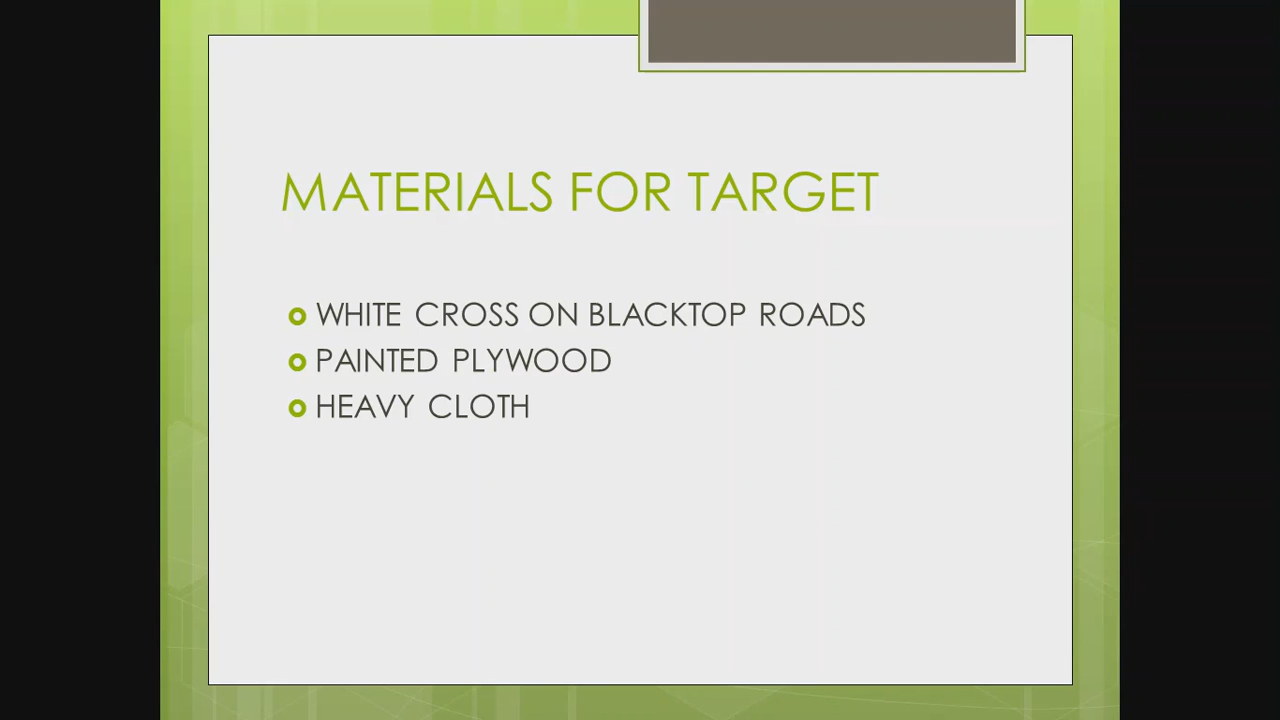 MATERIALS FOR TARGET
WHITE CROSS ON BLACKTOP ROADS
PAINTED PLYWOOD
HEAVY CLOTH